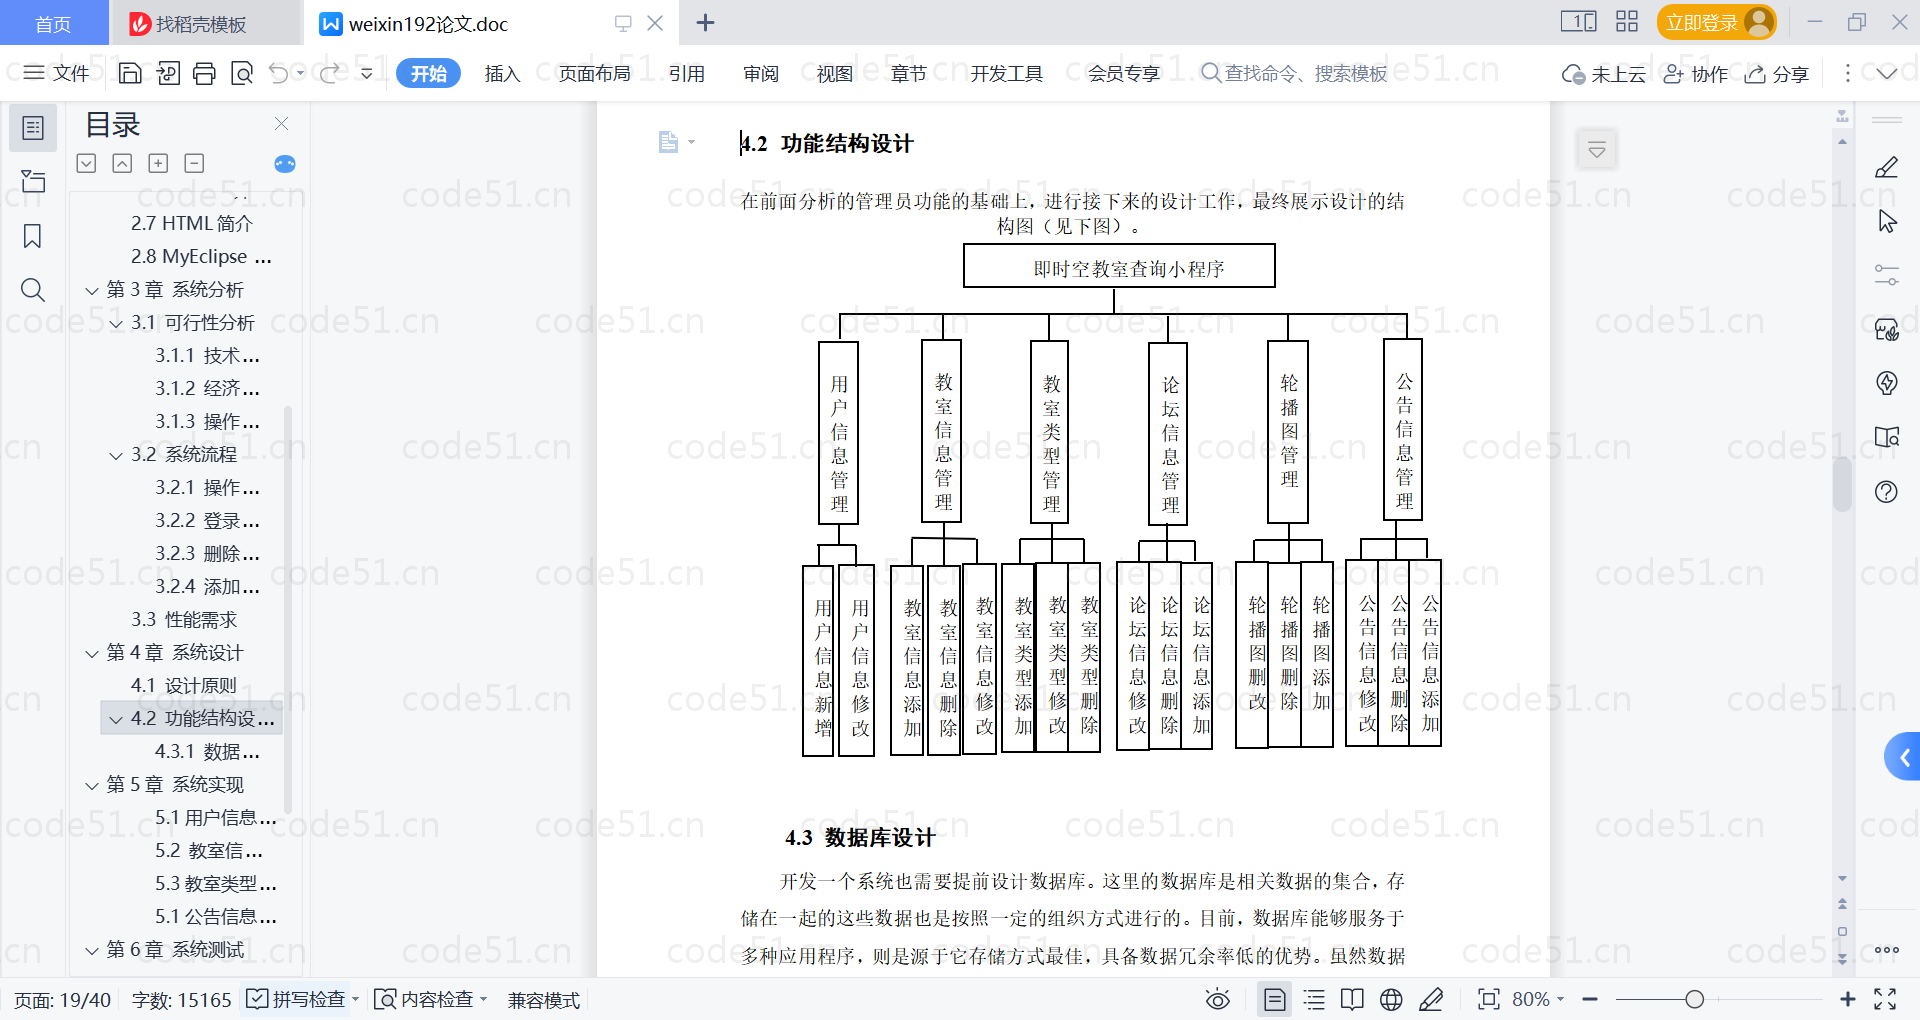 首页
找稻壳模板
weixin192论文.doc
立即登录
文件
开始
插入
页面布局
引用
审阅
视图
章节
开发工具
会员专享
查找命令、搜索模板
未上云
协作
分享
目录
2.7 HTML 简介
2.8 MyEclipse ...
第 3 章 系统分析
3.1 可行性分析
3.1.1 技术...
3.1.2 经济...
3.1.3 操作...
3.2 系统流程
3.2.1 操作...
3.2.2 登录...
3.2.3 删除...
3.2.4 添加...
3.3 性能需求
第 4 章 系统设计
4.1 设计原则
4.2 功能结构设...
4.3.1 数据...
第 5 章 系统实现
5.1 用户信息...
5.2 教室信...
5.3 教室类型...
5.1 公告信息...
第 6 章 系统测试
4.2 功能结构设计
在前面分析的管理员功能的基础上，进行接下来的设计工作，最终展示设计的结
构图（见下图）。
即时空教室查询小程序
用户信息管理
教室信息管理
教室类型管理
论坛信息管理
轮播图管理
公告信息管理
用户信息新增
用户信息修改
教室信息添加
教室信息删除
教室信息修改
教室类型添加
教室类型修改
教室类型删除
论坛信息修改
论坛信息删除
论坛信息添加
轮播图删改
轮播图删除
轮播图添加
公告信息修改
公告信息删除
公告信息添加
4.3 数据库设计
开发一个系统也需要提前设计数据库。这里的数据库是相关数据的集合，存
储在一起的这些数据也是按照一定的组织方式进行的。目前，数据库能够服务于
多种应用程序，则是源于它存储方式最佳，具备数据冗余率低的优势。虽然数据
页面: 19/40
字数: 15165
拼写检查
内容检查
兼容模式
80%
code51.cn